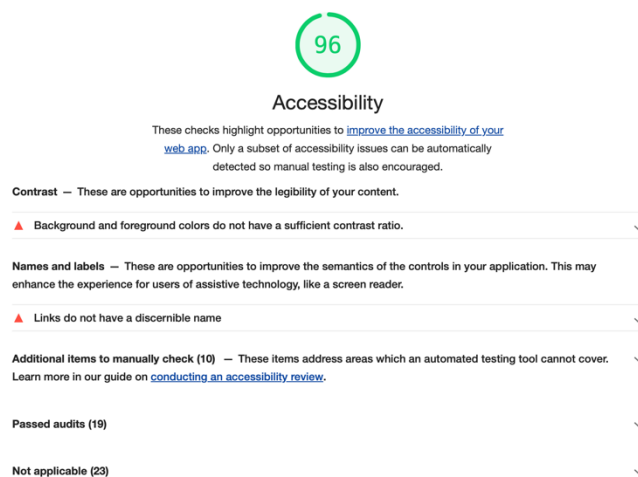 96
Accessibility
These checks highlight opportunities to improve the accessibility of your
web app. Only a subset of accessibility issues can be automatically
detected so manual testing is also encouraged.
Contrast — These are opportunities to improve the legibility of your content.
Background and foreground colors do not have a sufficient contrast ratio.
Names and labels — These are opportunities to improve the semantics of the controls in your application. This may
enhance the experience for users of assistive technology, like a screen reader.
Links do not have a discernible name
Additional items to manually check (10) — These items address areas which an automated testing tool cannot cover.
Learn more in our guide on conducting an accessibility review.
Passed audits (19)
Not applicable (23)